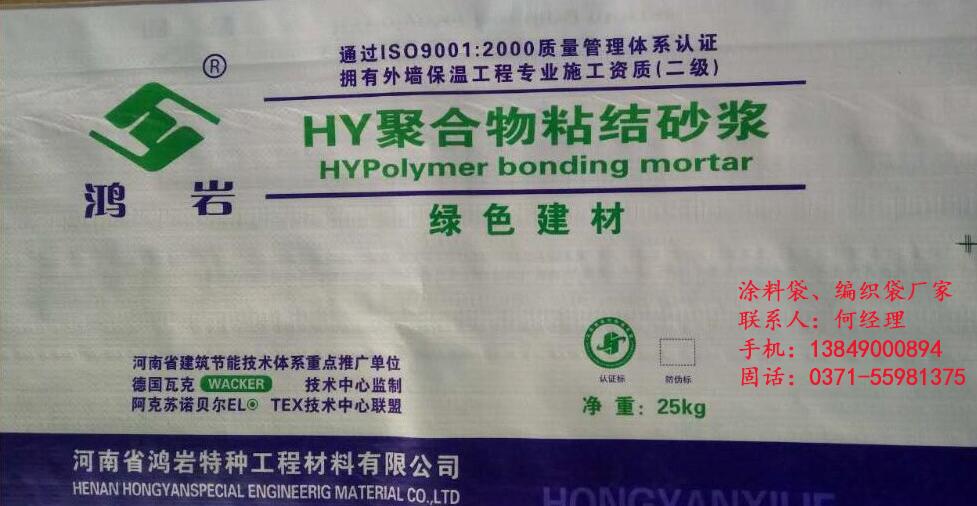 通过ISO9001:2000质量管理体系认证
拥有外墙保温工程专业施工资质(二级)
®
鸿岩
HY聚合物粘结砂浆
HYPolymer bonding mortar
绿色建材
涂料袋、编织袋厂家
联系人：何经理
手机：13849000894
固话：0371-55981375
河南省建筑节能技术体系重点推广单位
德国瓦克 WACKER 技术中心监制
阿克苏诺贝尔EL TEX技术中心联盟
认证标
防伪标
净重：25kg
河南省鸿岩特种工程材料有限公司
HENAN HONGYANSPECIAL ENGINEERIG MATERIAL CO.,LTD
HONGYANXILIE